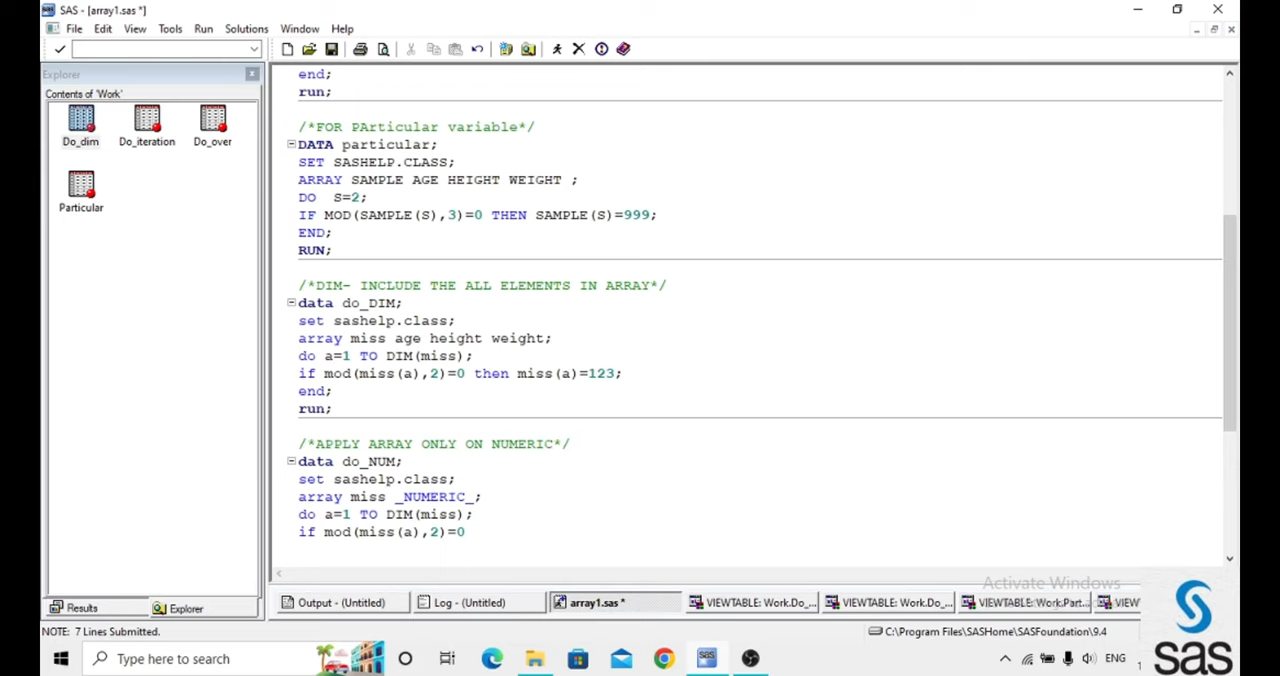 SAS - [array1.sas *]
File Edit View Tools Run Solutions Window Help
Explorer
Contents of 'Work'
Do_dim Do_iteration Do_over
Particular
end;
run;
/*FOR PArticular variable*/
DATA particular;
SET SASHELP.CLASS;
ARRAY SAMPLE AGE HEIGHT WEIGHT ;
DO S=2;
IF MOD(SAMPLE(S),3)=0 THEN SAMPLE(S)=999;
END;
RUN;
/*DIM- INCLUDE THE ALL ELEMENTS IN ARRAY*/
data do_DIM;
set sashelp.class;
array miss age height weight;
do a=1 TO DIM(miss);
if mod(miss(a),2)=0 then miss(a)=123;
end;
run;
/*APPLY ARRAY ONLY ON NUMERIC*/
data do_NUM;
set sashelp.class;
array miss _NUMERIC_;
do a=1 TO DIM(miss);
if mod(miss(a),2)=0
Activate Windows
Results Explorer
Output - (Untitled) Log - (Untitled) array1.sas * VIEWTABLE: Work.Do_... VIEWTABLE: Work.Do_... VIEWTABLE: Work.Part... VIEWT
NOTE: 7 Lines Submitted.
C:\Program Files\SASHome\SASFoundation\9.4
Type here to search
SAS
ENG
sas